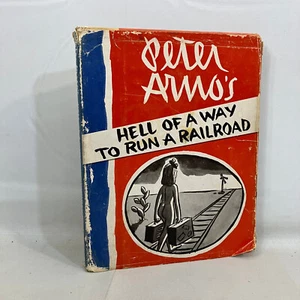 Peter
Arno's
HELL OF A WAY
TO RUN A RAILROAD